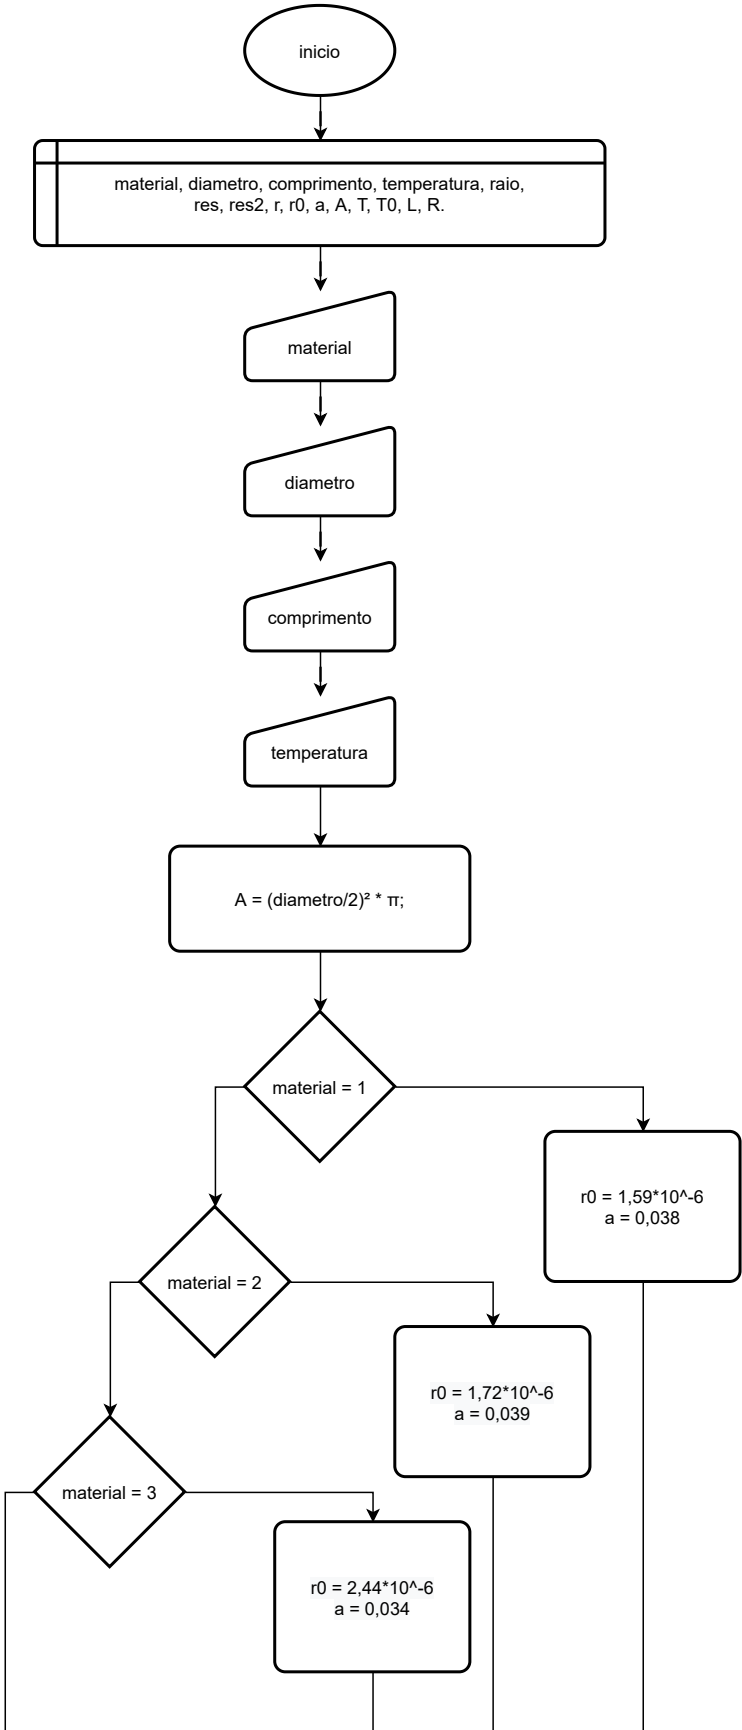 inicio
material, diametro, comprimento, temperatura, raio,
res, res2, r, r0, a, A, T, T0, L, R.
material
diametro
comprimento
temperatura
A = (diametro/2)² * π;
material = 1
r0 = 1,59*10^-6
a = 0,038
material = 2
r0 = 1,72*10^-6
a = 0,039
material = 3
r0 = 2,44*10^-6
a = 0,034